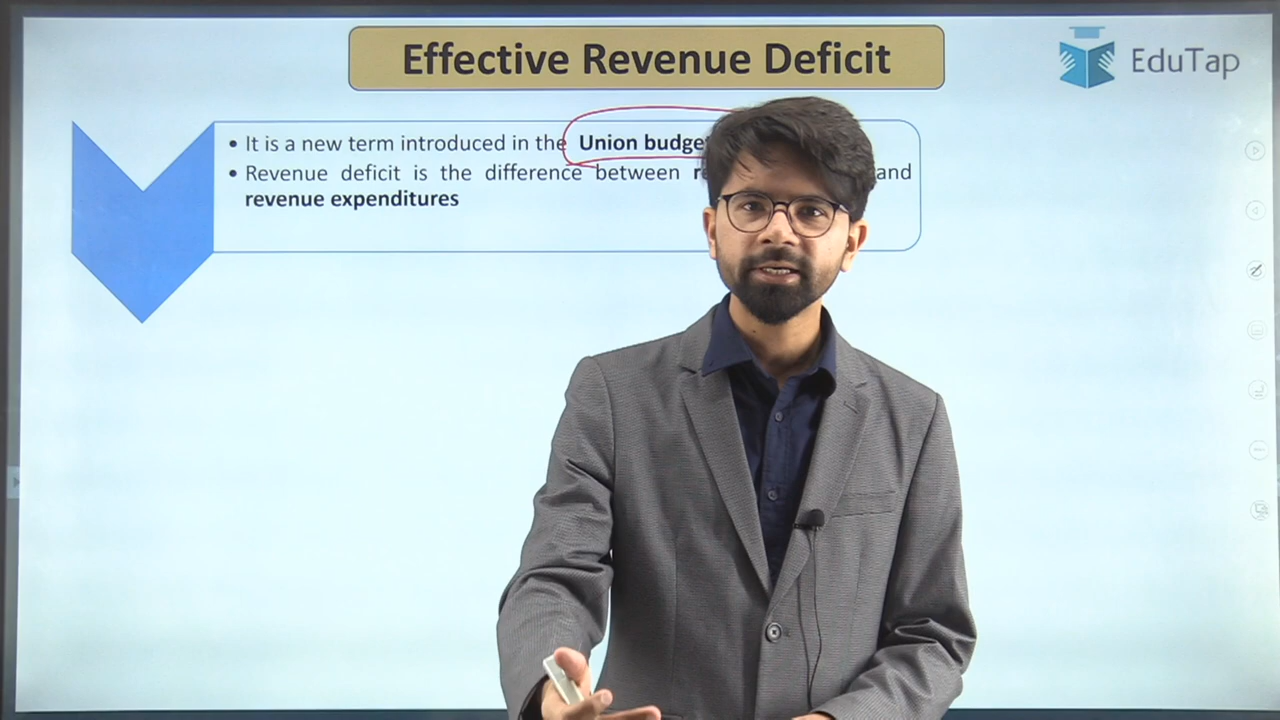 Effective Revenue Deficit
EduTap
• It is a new term introduced in the Union
• Revenue deficit is the difference between and
revenue expenditures